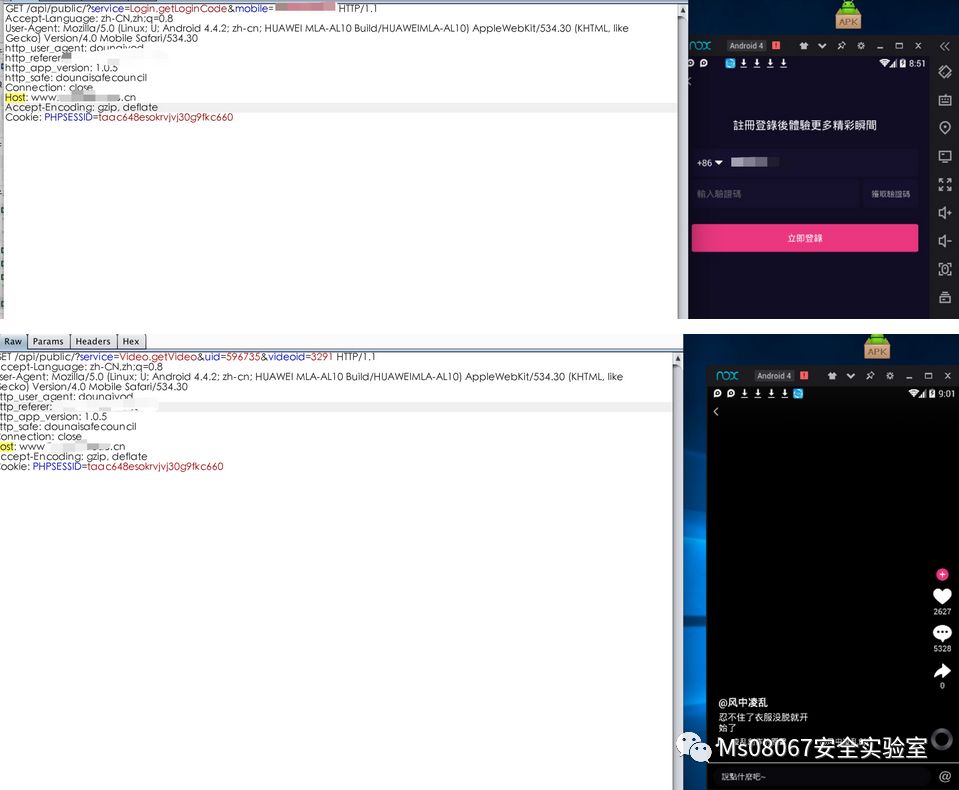 GET /api/public/?service=Login.getLoginCode&mobile= HTTP/1.1
Accept-Language: zh-CN,zh;q=0.8
User-Agent: Mozilla/5.0 (Linux; U; Android 4.4.2; zh-cn; HUAWEI MLA-AL10 Build/HUAWEIMLA-AL10) AppleWebKit/534.30 (KHTML, like
Gecko) Version/4.0 Mobile Safari/534.30
http_user_agent: dounaivod
http_referer
http_app_version: 1.0.5
http_safe: dounaisafecouncil
Connection: close
Host: www. .cn
Accept-Encoding: gzip, deflate
Cookie: PHPSESSID=taac648esokrvjvj30g9fkc660
APK
nox Android 4
8:51
註冊登錄後體驗更多精彩瞬間
+86
輸入驗證碼 獲取驗證碼
立即登錄
Raw Params Headers Hex
ET /api/public/?service=Video.getVideo&uid=596735&videoid=3291 HTTP/1.1
ccept-Language: zh-CN,zh;q=0.8
ser-Agent: Mozilla/5.0 (Linux; U; Android 4.4.2; zh-cn; HUAWEI MLA-AL10 Build/HUAWEIMLA-AL10) AppleWebKit/534.30 (KHTML, like
ecko) Version/4.0 Mobile Safari/534.30
ttp_user_agent: dounaivod
ttp_referer:
ttp_app_version: 1.0.5
ttp_safe: dounaisafecouncil
onnection: close
ost: www .cn
ccept-Encoding: gzip, deflate
ookie: PHPSESSID=taac648esokrvjvj30g9fkc660
APK
nox Android 4
9:01
2627
5328
0
@风中凌乱
忍不住了衣服没脱就开
始了
Ms08067安全实验室
說點什麼吧~ @